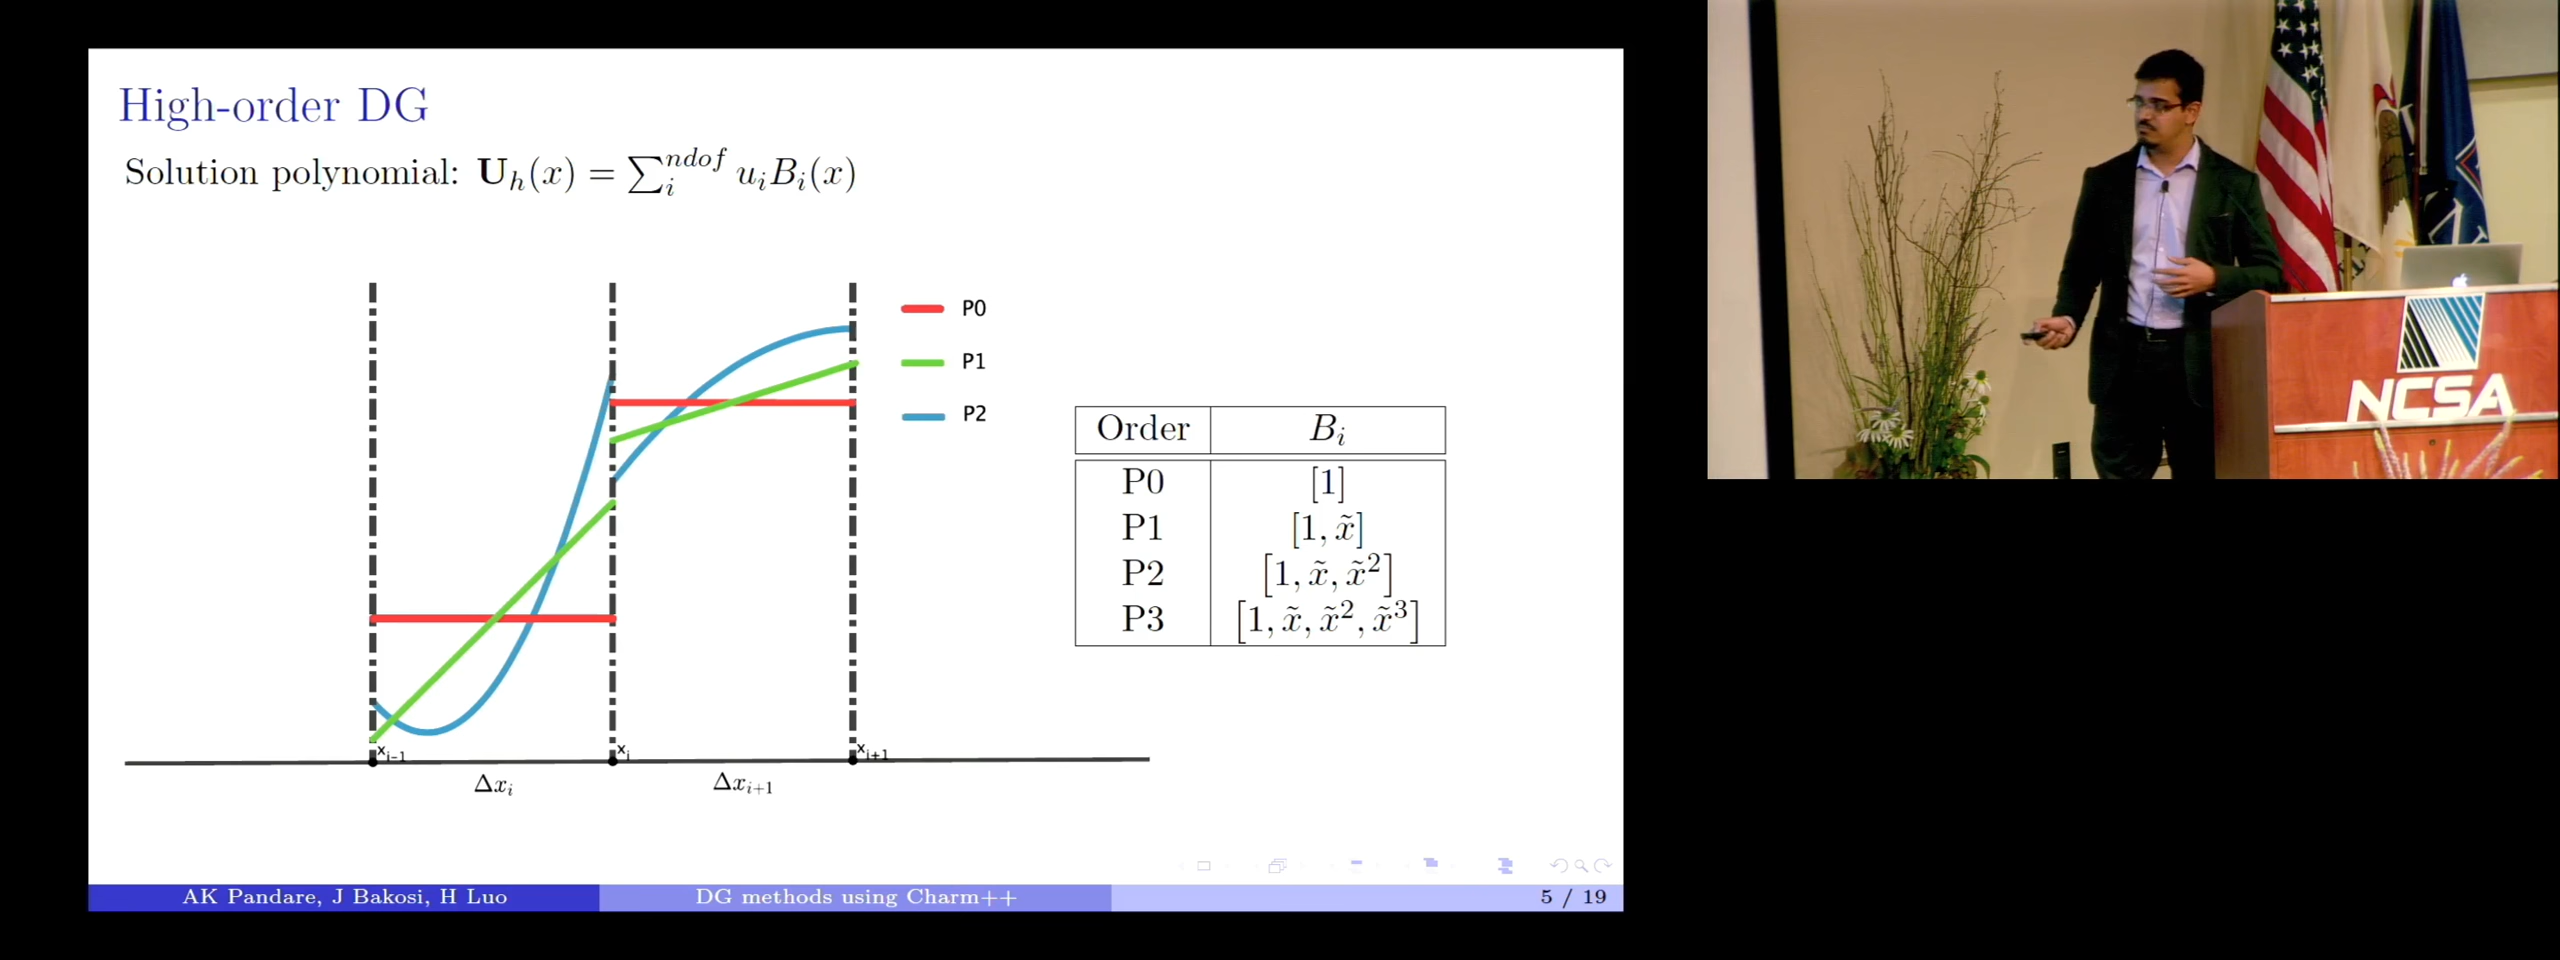 High-order DG
Solution polynomial: U_h(x) = ∑_i^{ndof} u_i B_i(x)
P0
P1
P2
x_{i-1}
x_i
x_{i+1}
Δx_i
Δx_{i+1}
Order B_i
P0 [1]
P1 [1, x̃]
P2 [1, x̃, x̃²]
P3 [1, x̃, x̃², x̃³]
AK Pandare, J Bakosi, H Luo
DG methods using Charm++
5 / 19
NCSA